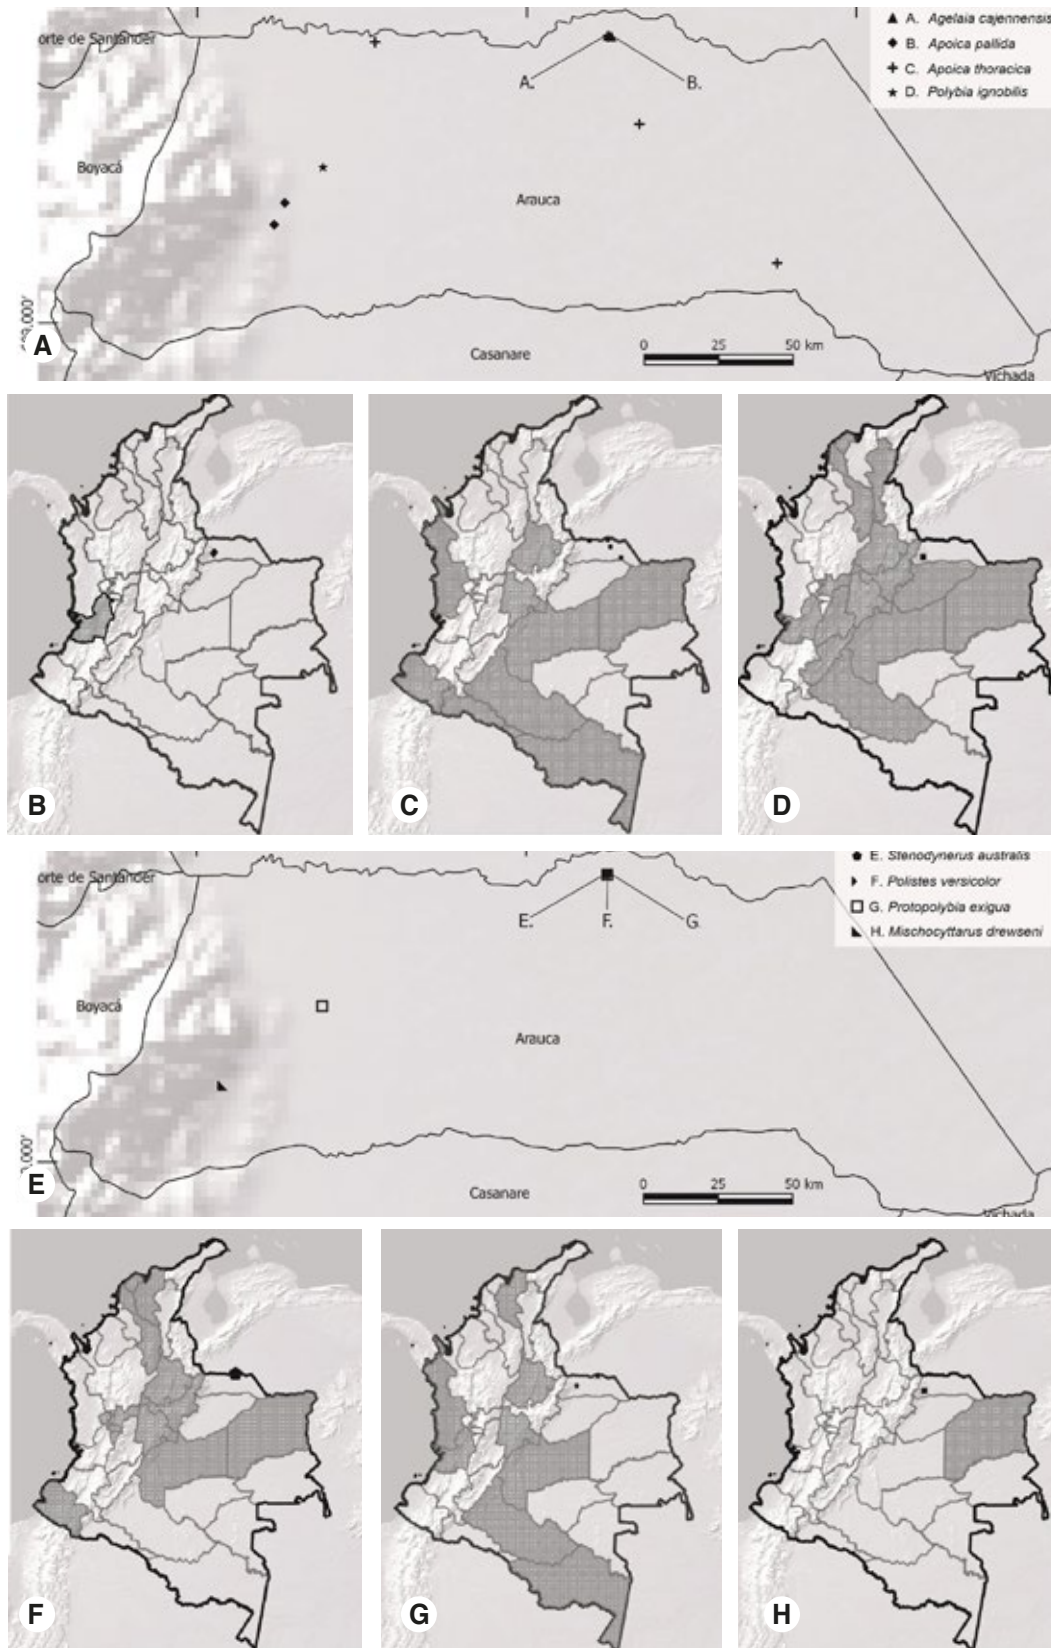 orte de Santander
A. Agelaia cajennensis
B. Apoica pallida
C. Apoica thoracica
D. Polybia ignobilis
A. B.
Boyacá
Arauca
0 25 50 km
Casanare
Vichada
A
B
C
D
orte de Santander
E. Stenodynerus australis
F. Polistes versicolor
G. Protopolybia exigua
H. Mischocyttarus drewseni
E. F. G.
Boyacá
Arauca
0 25 50 km
Casanare
Vichada
E
F
G
H